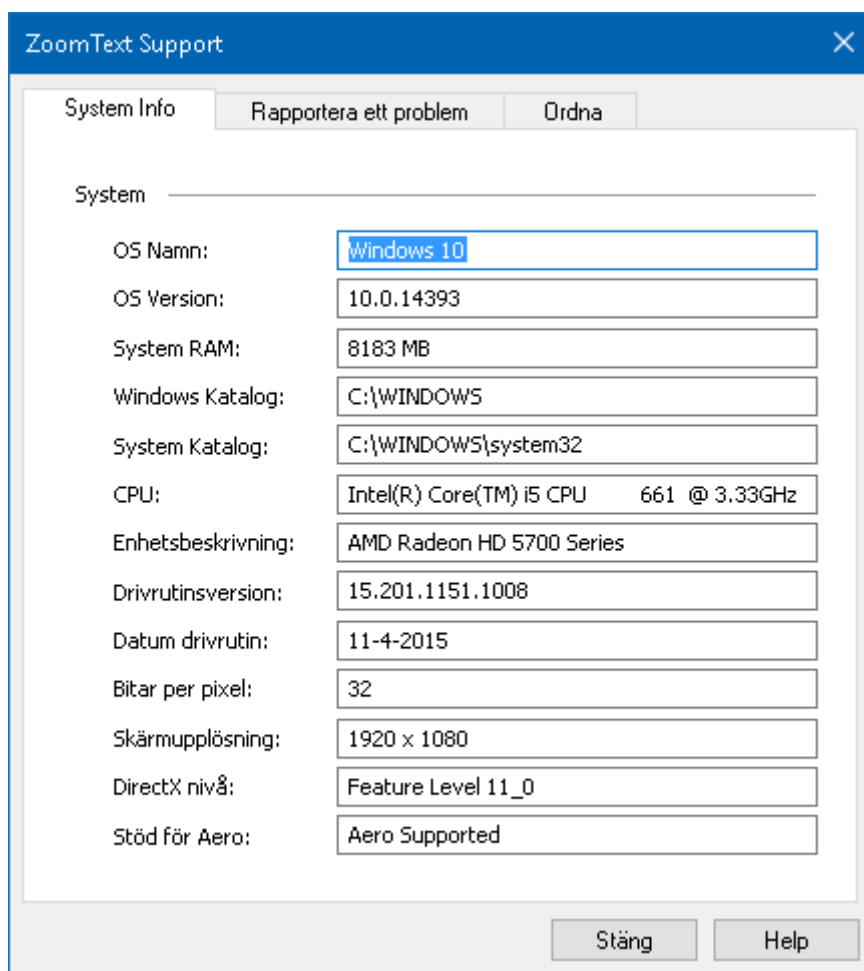 ZoomText Support
System Info Rapportera ett problem Ordna
System
OS Namn: Windows 10
OS Version: 10.0.14393
System RAM: 8183 MB
Windows Katalog: C:\WINDOWS
System Katalog: C:\WINDOWS\system32
CPU: Intel(R) Core(TM) i5 CPU 661 @ 3.33GHz
Enhetsbeskrivning: AMD Radeon HD 5700 Series
Drivrutinsversion: 15.201.1151.1008
Datum drivrutin: 11-4-2015
Bitar per pixel: 32
Skärmupplösning: 1920 x 1080
DirectX nivå: Feature Level 11_0
Stöd för Aero: Aero Supported
Stäng Help